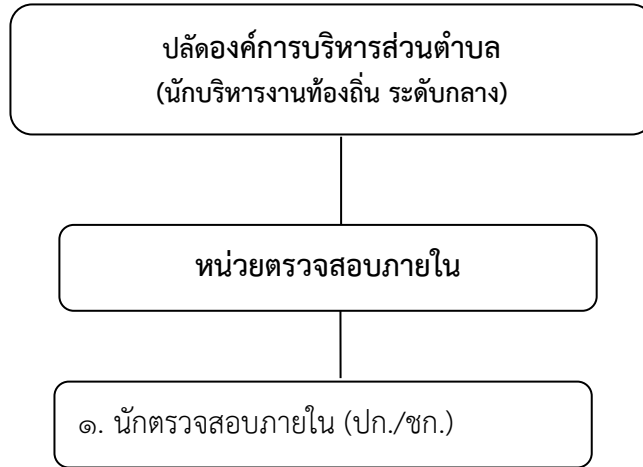 ปลัดองค์การบริหารส่วนตำบล
(นักบริหารงานท้องถิ่น ระดับกลาง)
หน่วยตรวจสอบภายใน
๑. นักตรวจสอบภายใน (ปก./ชก.)